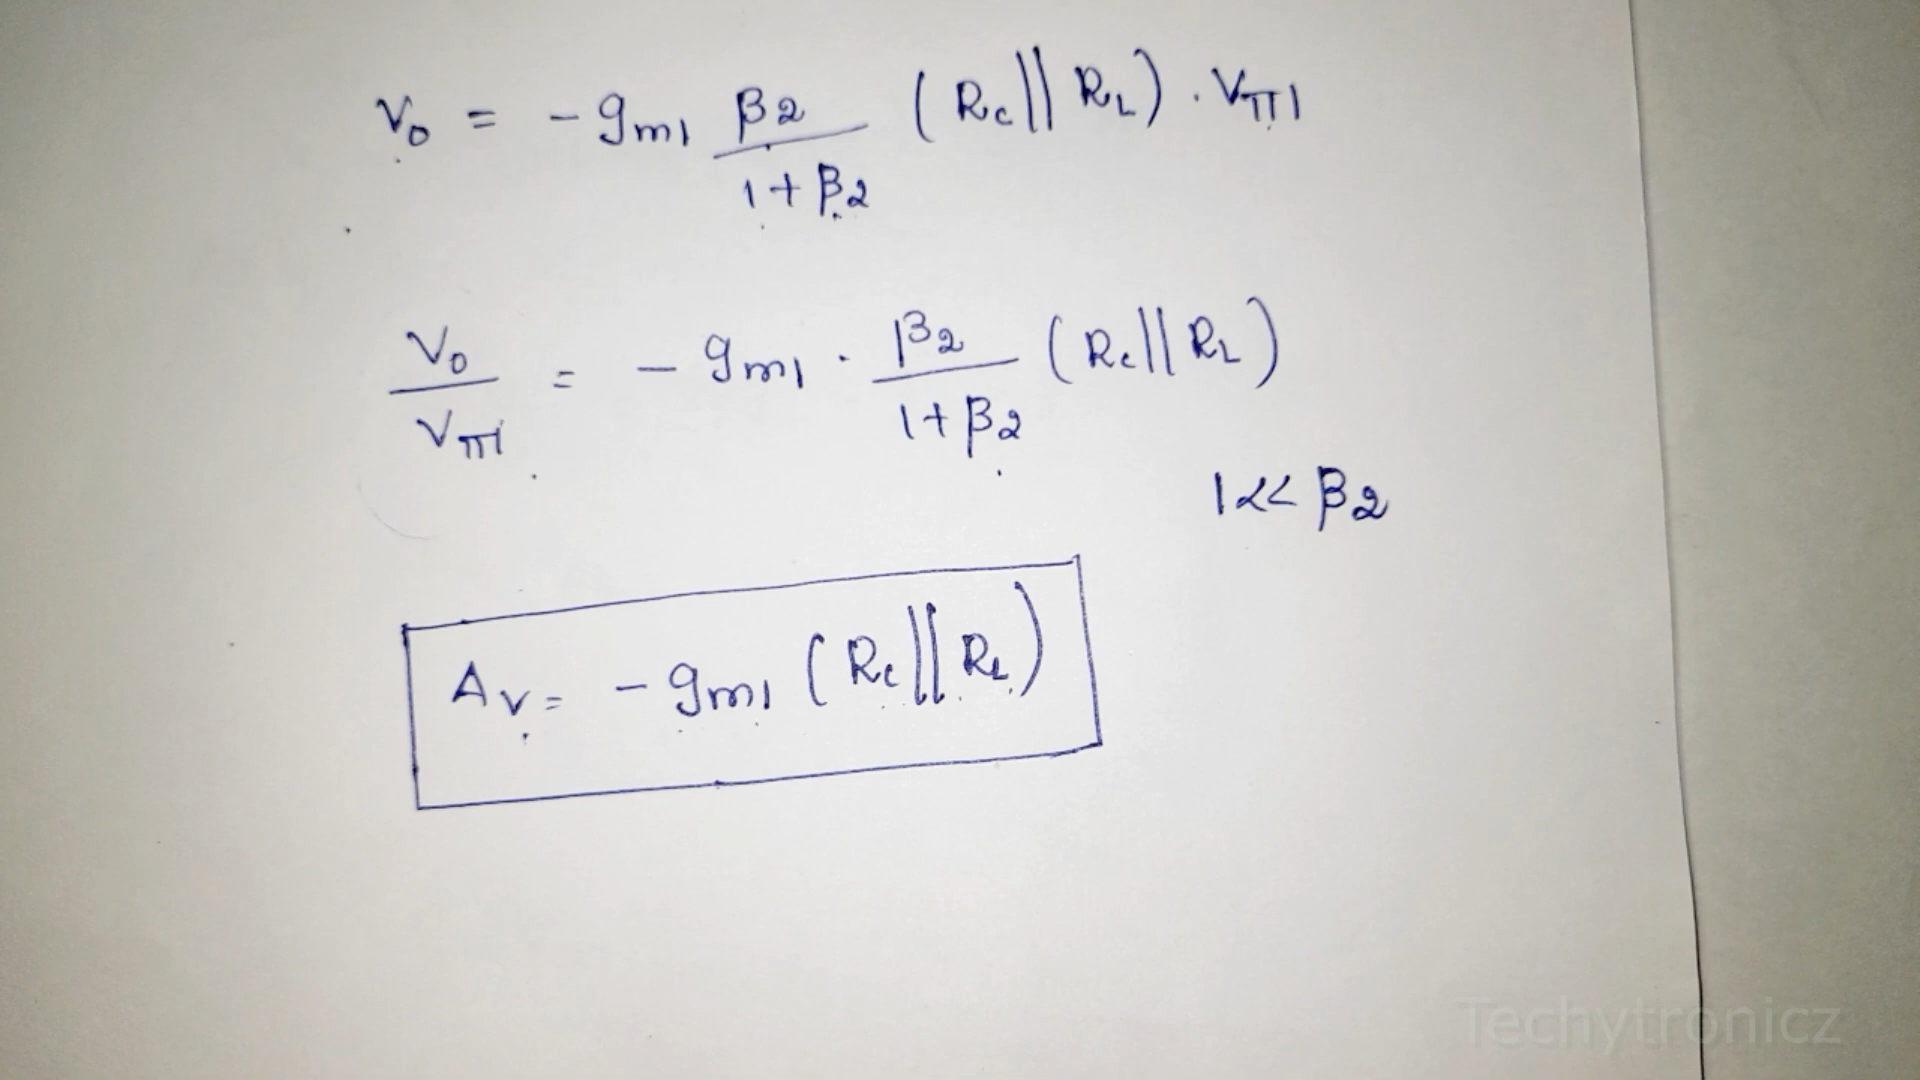 V₀ = - gm₁ β₂ / 1+β₂ (Rc || RL) . Vπ1
V₀ / Vπ1 = - gm₁ . β₂ / 1+β₂ (Rc || RL)
1 << β₂
Av = - gm₁ (Rc || RL)
Techytronicz